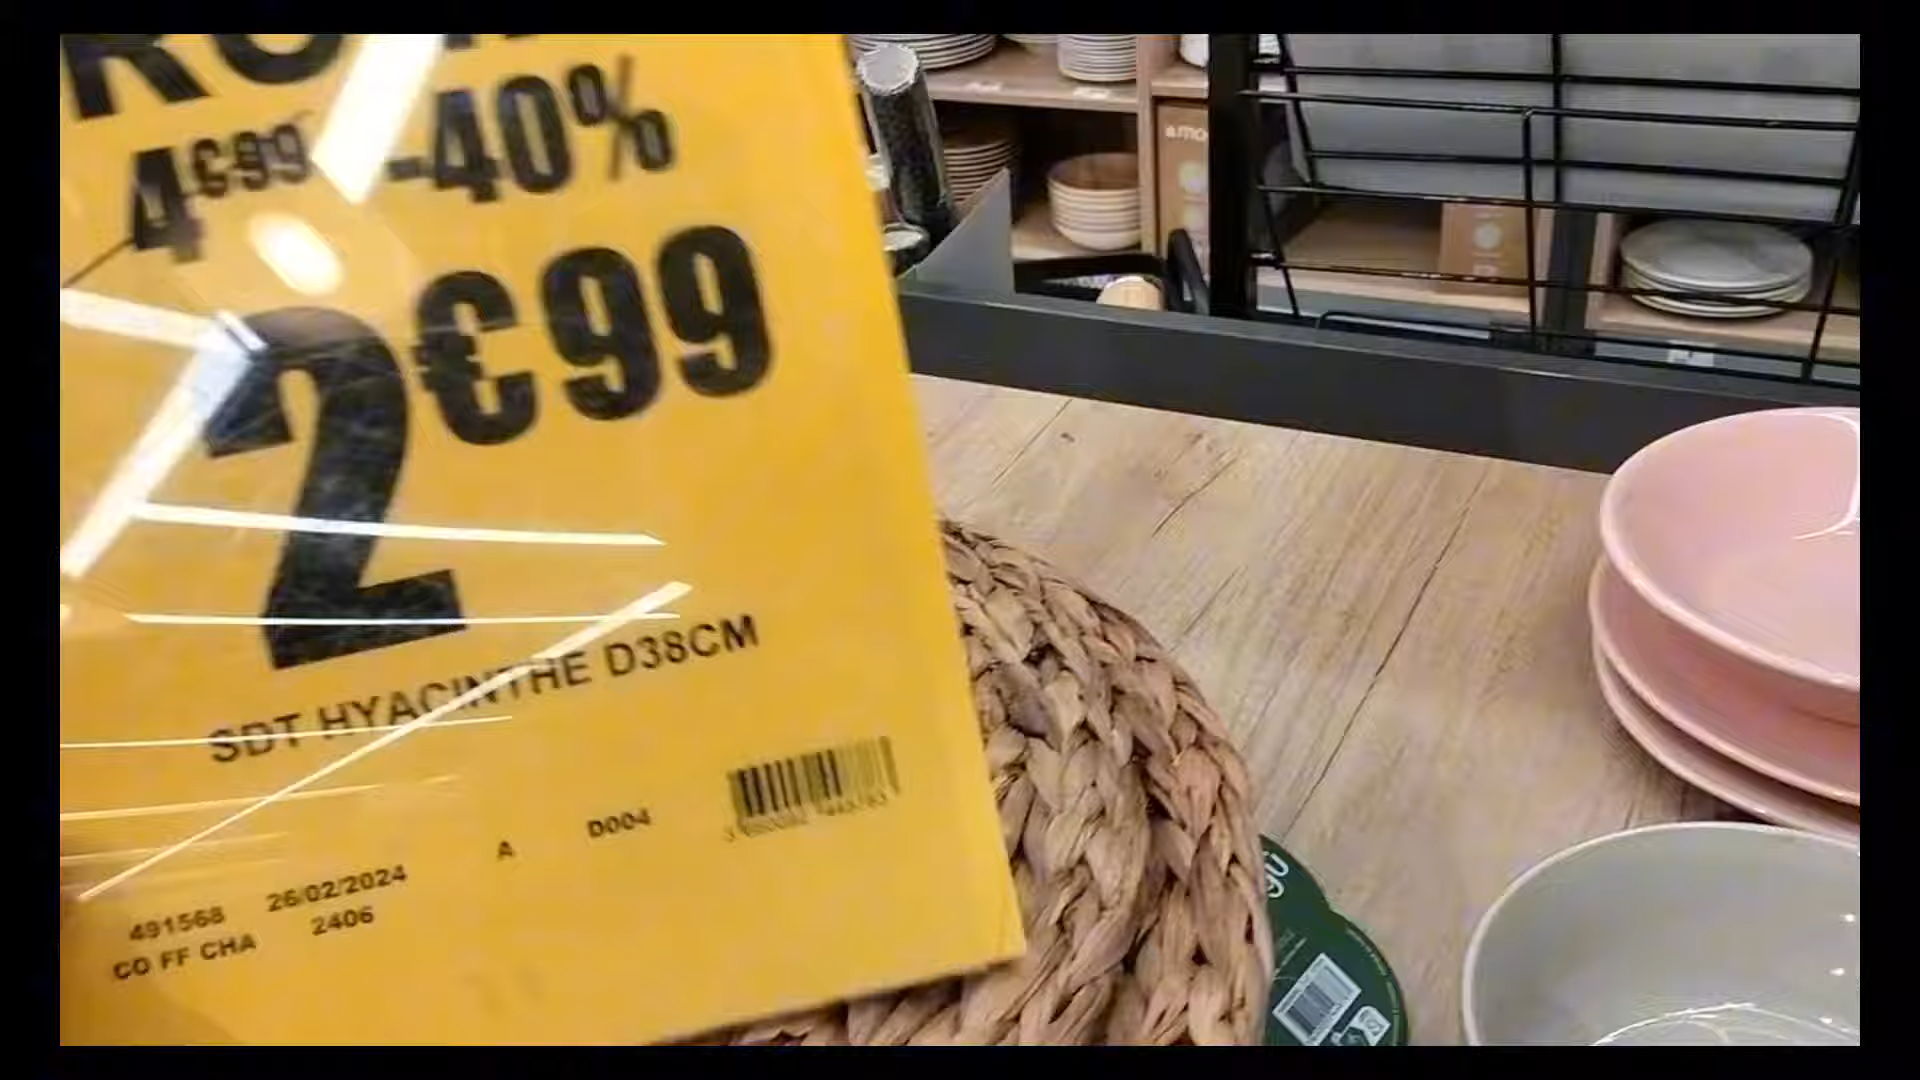 4€99 -40%
2€99
SDT HYACINTHE D38CM
A D004
491568 26/02/2024
CO FF CHA 2406